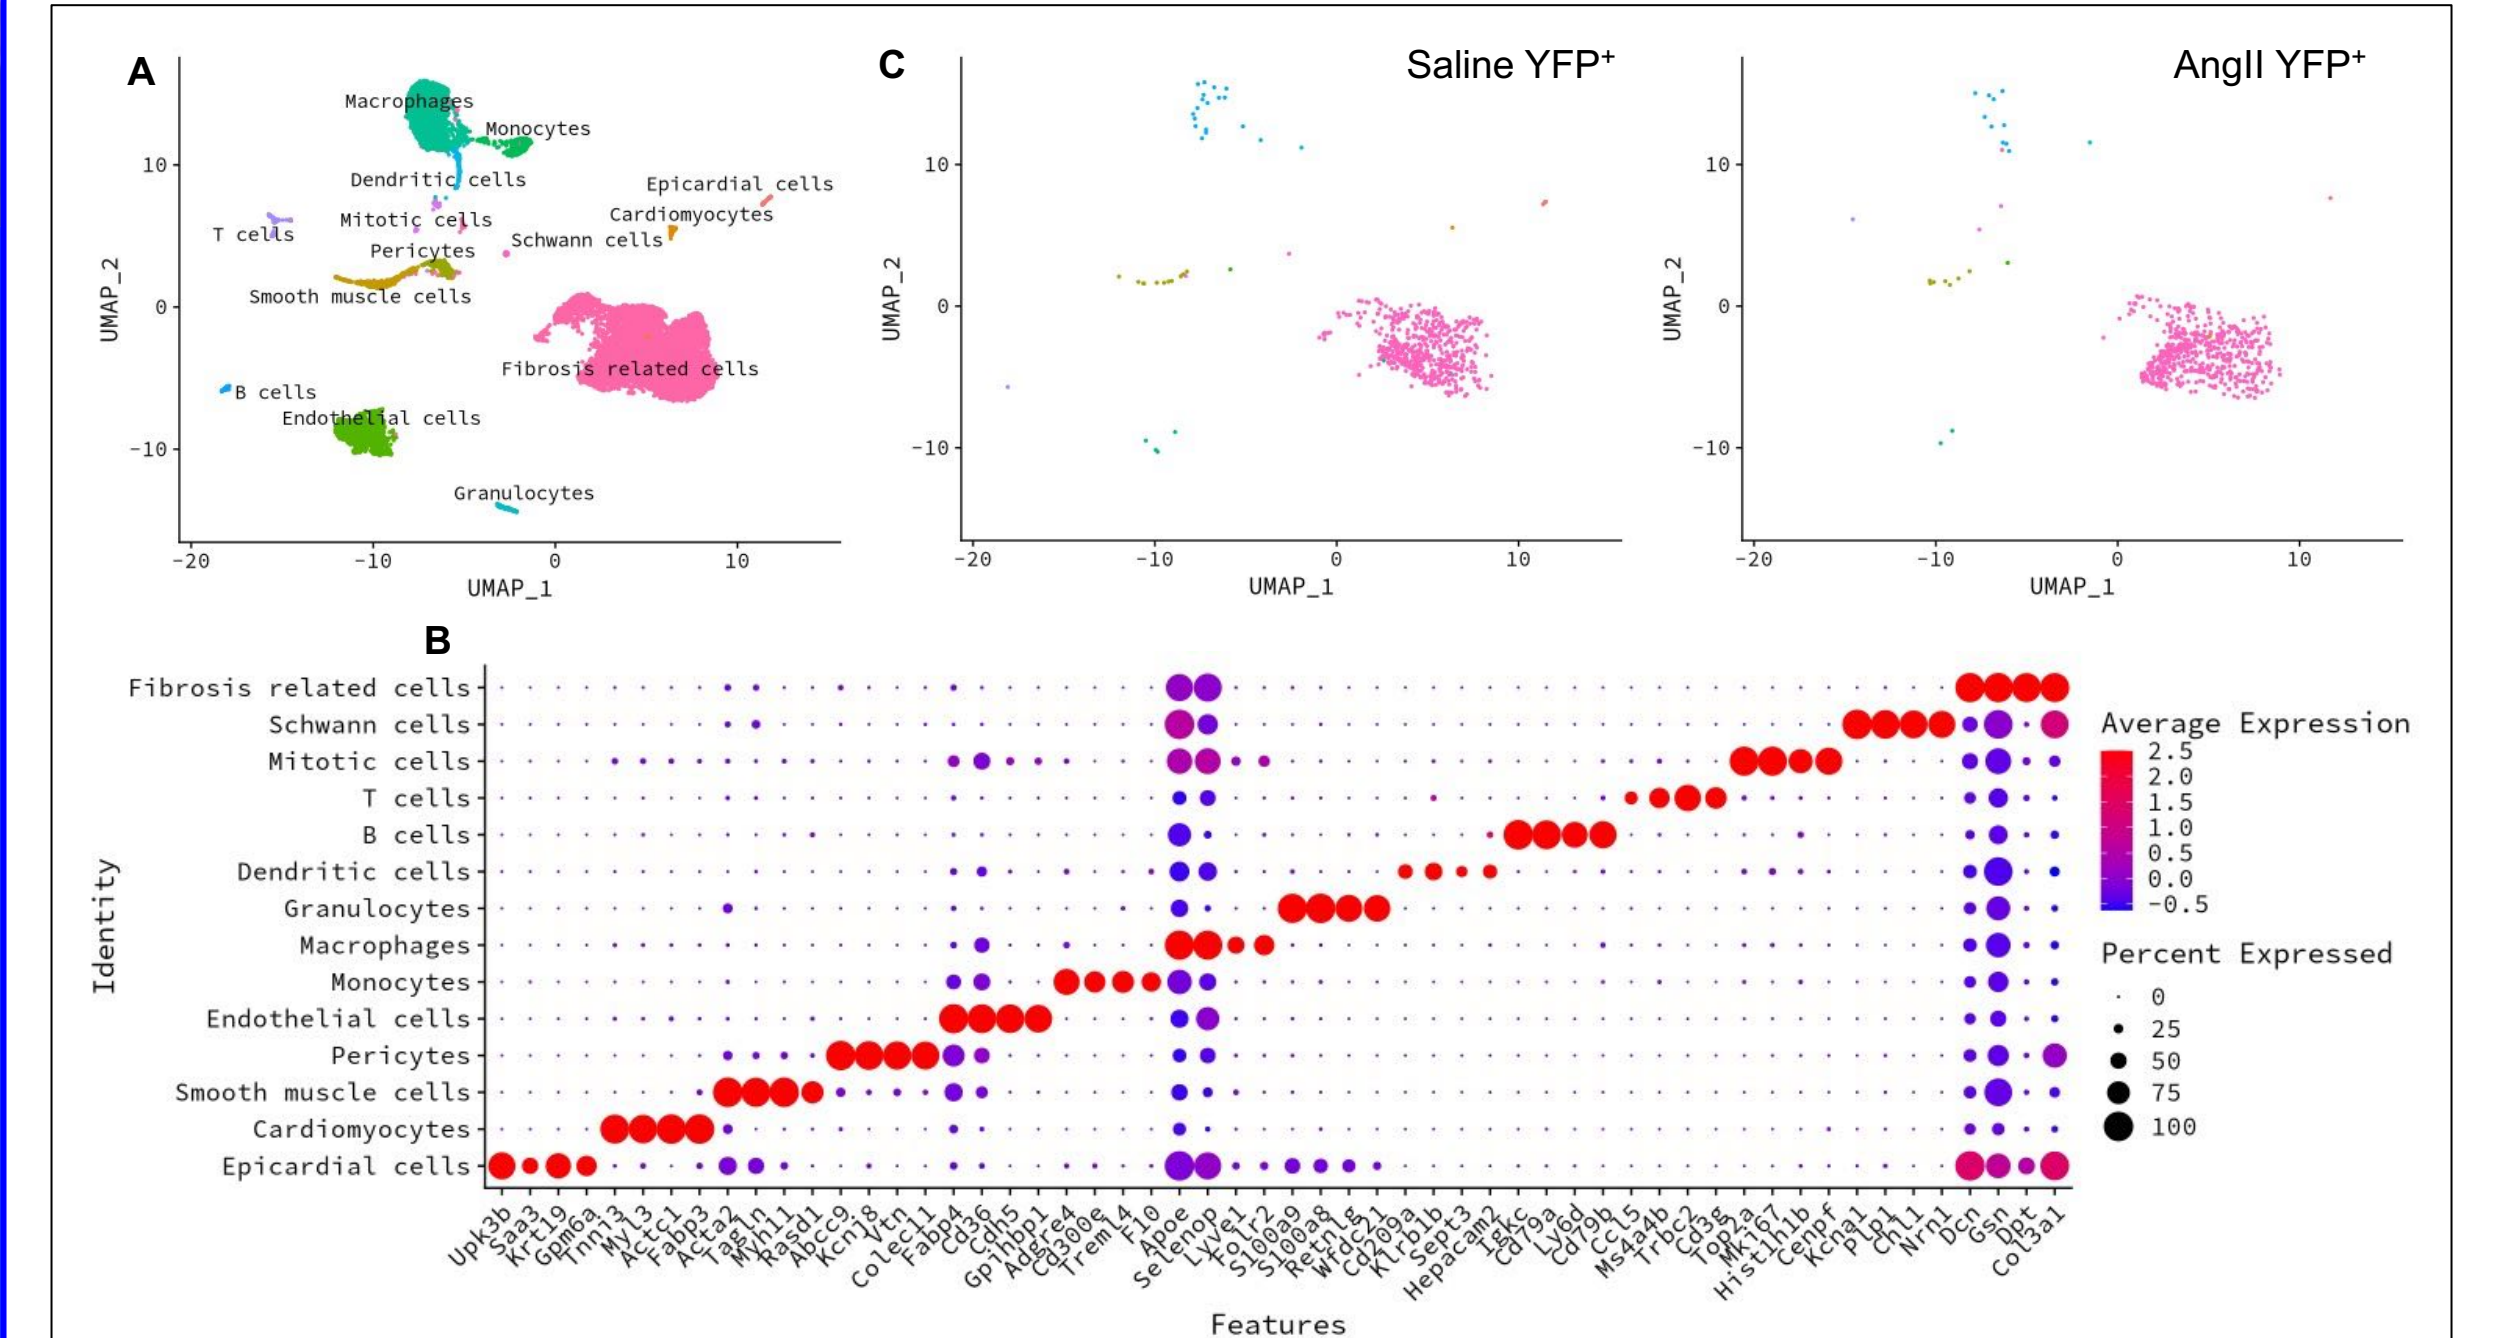 A
Macrophages
Monocytes
Dendritic cells
Epicardial cells
Cardiomyocytes
Mitotic cells
T cells
Schwann cells
Pericytes
Smooth muscle cells
Fibrosis related cells
B cells
Endothelial cells
Granulocytes
10
0
−10
UMAP_2
−20
−10
0
10
UMAP_1
C
Saline YFP+
10
0
−10
UMAP_2
−20
−10
0
10
UMAP_1
AngII YFP+
10
0
−10
UMAP_2
−20
−10
0
10
UMAP_1
B
Identity
Fibrosis related cells
Schwann cells
Mitotic cells
T cells
B cells
Dendritic cells
Granulocytes
Macrophages
Monocytes
Endothelial cells
Pericytes
Smooth muscle cells
Cardiomyocytes
Epicardial cells
Upk3b
Saa3
Krt19
Gpm6a
Tnni3
Myl3
Actc1
Fabp3
Acta2
Tagln
Myh11
Rasd1
Abcc9
Kcnj8
Vtn
Colec11
Fabp4
Cd36
Cdh5
Gpihbp1
Adgre4
Cd300e
Treml4
F10
Apoe
Selenop
Lyve1
Folr2
S100a9
S100a8
Retnlg
Wfdc21
Cd209a
Klrb1b
Sept3
Hepacam2
Igkc
Cd79a
Ly6d
Cd79b
Ccl5
Ms4a4b
Trbc2
Cd3g
Top2a
Mki67
Hist1h1b
Cenpf
Kcna1
Plp1
Chl1
Nrn1
Dcn
Gsn
Dpt
Col3a1
Features
Average Expression
2.5
2.0
1.5
1.0
0.5
0.0
−0.5
Percent Expressed
0
25
50
75
100